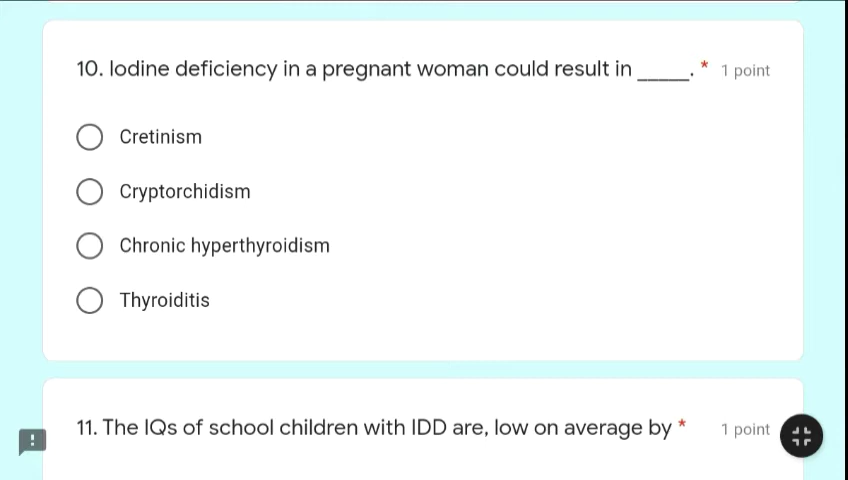 10. Iodine deficiency in a pregnant woman could result in _____. * 1 point
Cretinism
Cryptorchidism
Chronic hyperthyroidism
Thyroiditis
11. The IQs of school children with IDD are, low on average by * 1 point